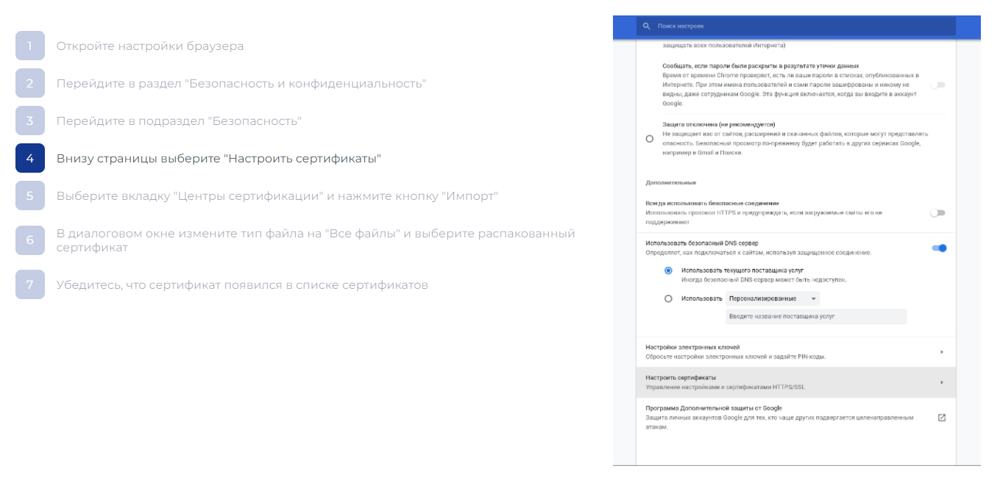 1 Откройте настройки браузера
2 Перейдите в раздел "Безопасность и конфиденциальность"
3 Перейдите в подраздел "Безопасность"
4 Внизу страницы выберите "Настроить сертификаты"
5 Выберите вкладку "Центры сертификации" и нажмите кнопку "Импорт"
6 В диалоговом окне измените тип файла на "Все файлы" и выберите распакованный
сертификат
7 Убедитесь, что сертификат появился в списке сертификатов
Поиск настроек
защищать всех пользователей Интернета)
Сообщать, если пароли были раскрыты в результате утечки данных
Время от времени Chrome проверяет, есть ли ваши пароли в списках, опубликованных в
Интернете. При этом имена пользователей и сами пароли зашифрованы и никому не
видны, даже сотрудникам Google. Эта функция включается, когда вы входите в аккаунт
Google.
Защита отключена (не рекомендуется)
Не защищает вас от сайтов, расширений и скачанных файлов, которые могут представлять
опасность. Безопасный просмотр по-прежнему будет работать в других сервисах Google,
например в Gmail и Поиске.
Дополнительные
Всегда использовать безопасные соединения
Использовать протокол HTTPS и предупреждать, если загружаемые сайты его не
поддерживают
Использовать безопасный DNS-сервер
Определяет, как подключаться к сайтам, используя защищенное соединение.
Использовать текущего поставщика услуг
Иногда безопасный DNS-сервер может быть недоступен.
Использовать Персонализированные
Введите название поставщика услуг
Настройки электронных ключей
Сбросьте настройки электронных ключей и задайте PIN-коды.
Настроить сертификаты
Управление настройками и сертификатами HTTPS/SSL
Программа Дополнительной защиты от Google
Защита личных аккаунтов Google для тех, кто чаще других подвергается целенаправленным
атакам.